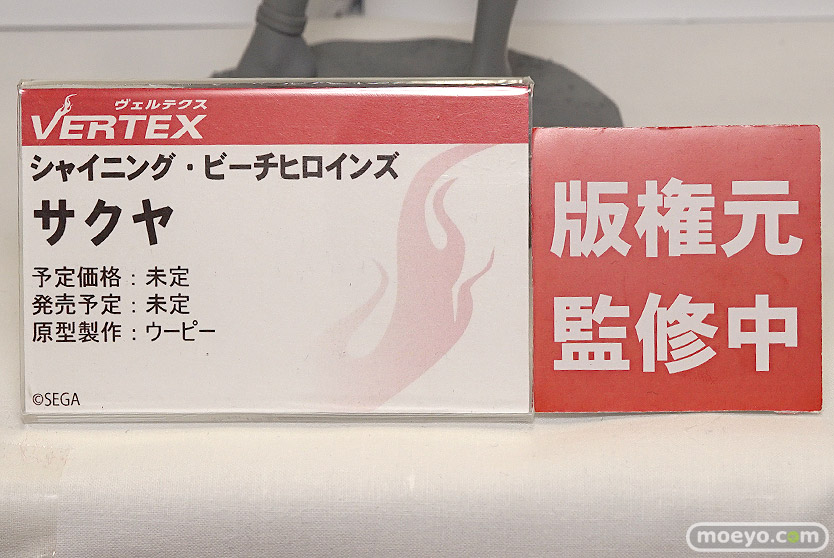 ヴェルテクス
VERTEX
シャイニング・ビーチヒロインズ
サクヤ
予定価格：未定
発売予定：未定
原型製作：ウーピー
©SEGA
版権元
監修中
moeyo.com